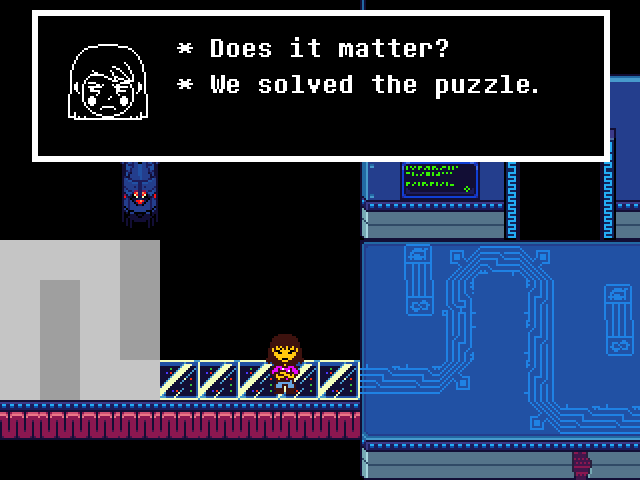 * Does it matter?
* We solved the puzzle.